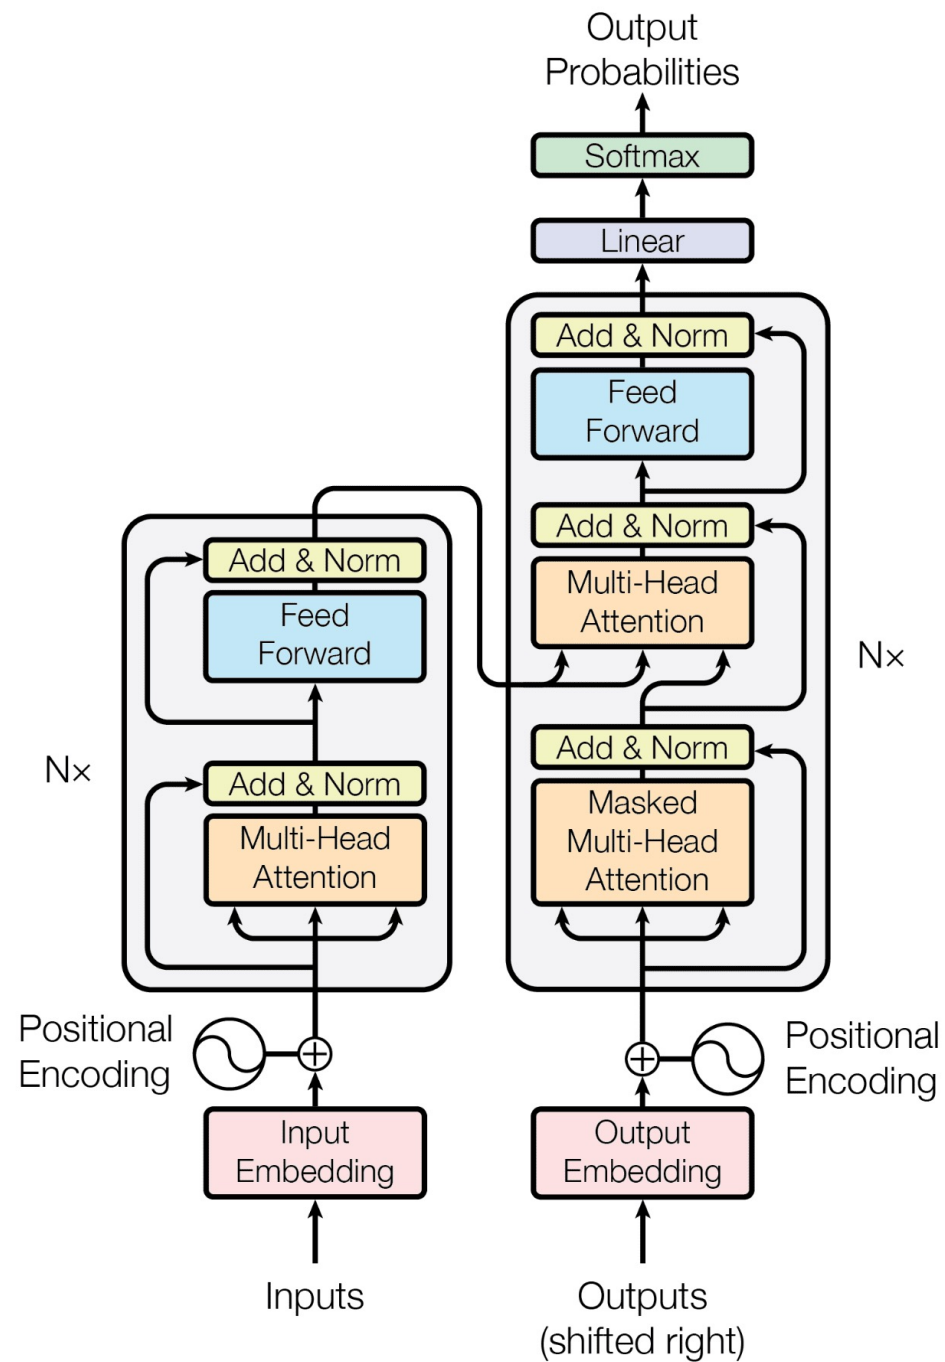 Output
Probabilities
Softmax
Linear
Add & Norm
Feed
Forward
Add & Norm
Multi-Head
Attention
Add & Norm
Masked
Multi-Head
Attention
N×
Add & Norm
Feed
Forward
Add & Norm
Multi-Head
Attention
N×
Positional
Encoding
Positional
Encoding
Input
Embedding
Output
Embedding
Inputs
Outputs
(shifted right)